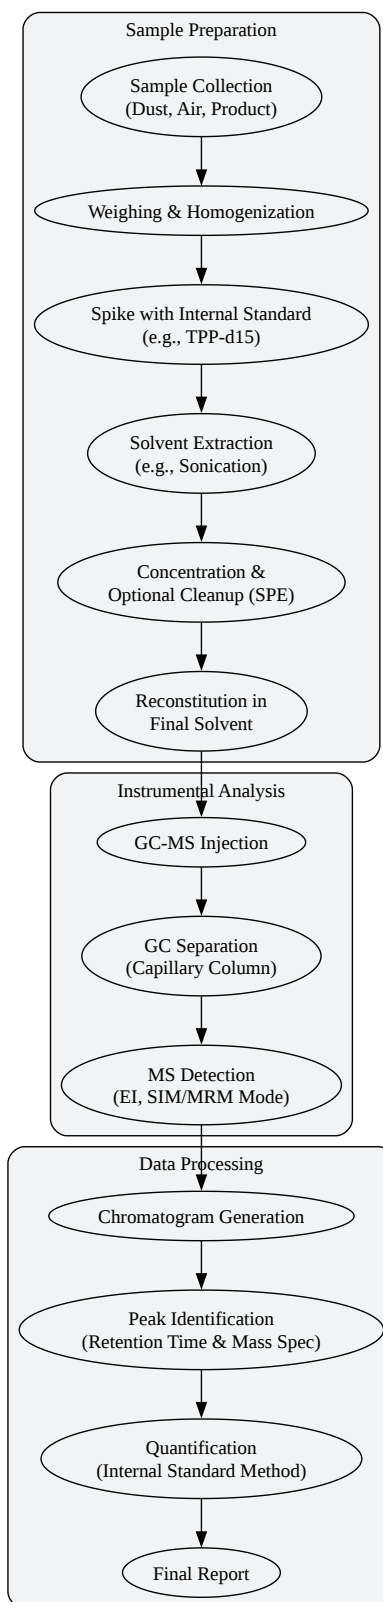 Sample Preparation
Sample Collection
(Dust, Air, Product)
Weighing & Homogenization
Spike with Internal Standard
(e.g., TPP-d15)
Solvent Extraction
(e.g., Sonication)
Concentration &
Optional Cleanup (SPE)
Reconstitution in
Final Solvent
Instrumental Analysis
GC-MS Injection
GC Separation
(Capillary Column)
MS Detection
(EI, SIM/MRM Mode)
Data Processing
Chromatogram Generation
Peak Identification
(Retention Time & Mass Spec)
Quantification
(Internal Standard Method)
Final Report